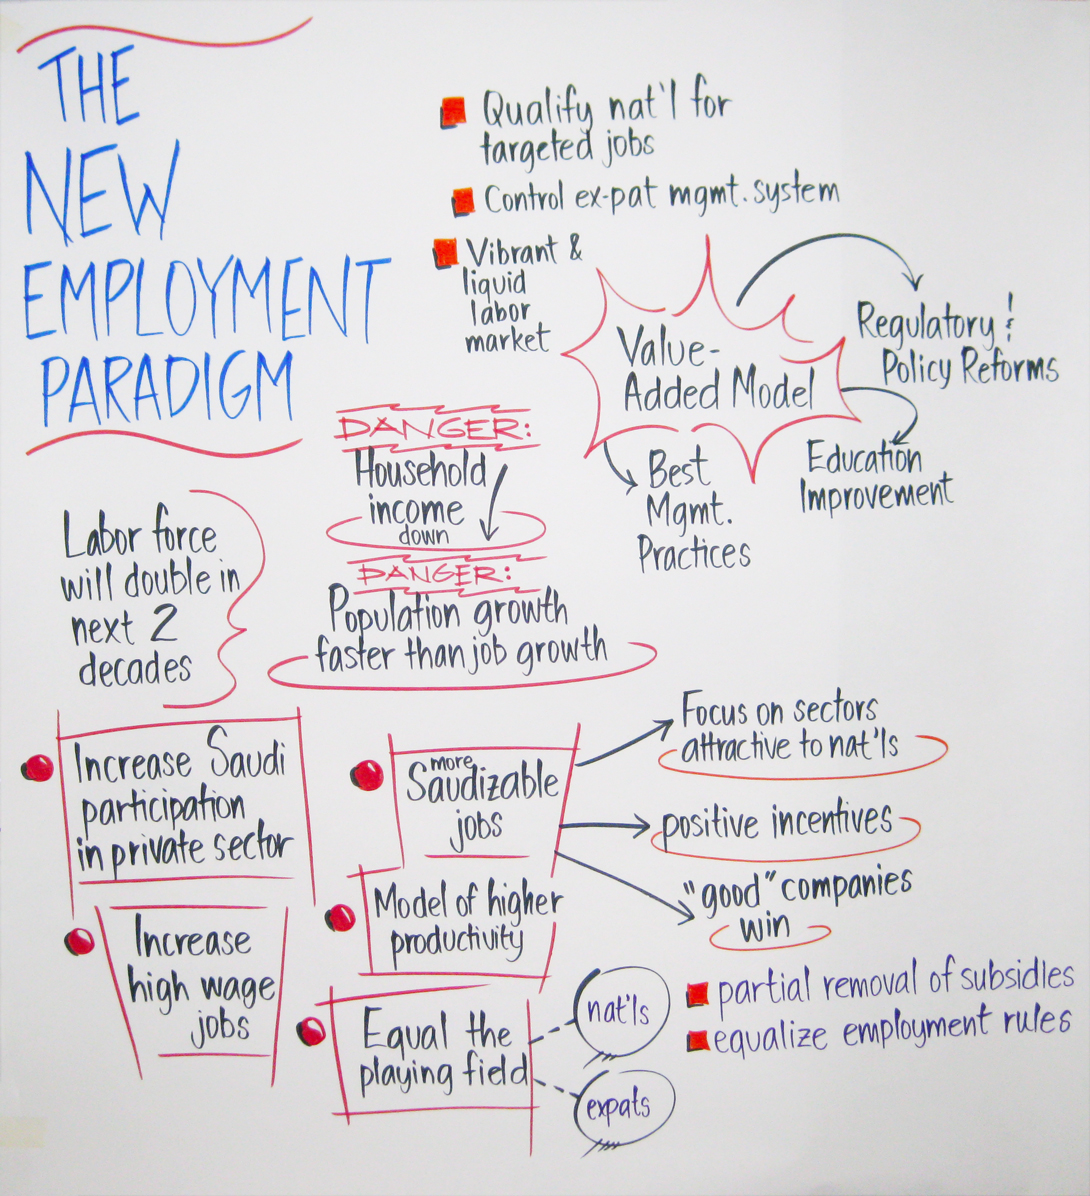 THE
NEW
EMPLOYMENT
PARADIGM
Qualify nat'l for
targeted jobs
Control ex-pat mgmt. system
Vibrant &
liquid
labor
market
Value-
Added Model
Regulatory &
Policy Reforms
Education
Improvement
Best
Mgmt.
Practices
DANGER:
Household
income
down
DANGER:
Population growth
faster than job growth
Labor force
will double in
next 2
decades
Increase Saudi
participation
in private sector
Increase
high wage
jobs
more
Saudizable
jobs
Focus on sectors
attractive to nat'ls
positive incentives
"good" companies
win
Model of higher
productivity
Equal the
playing field
nat'ls
expats
partial removal of subsidies
equalize employment rules